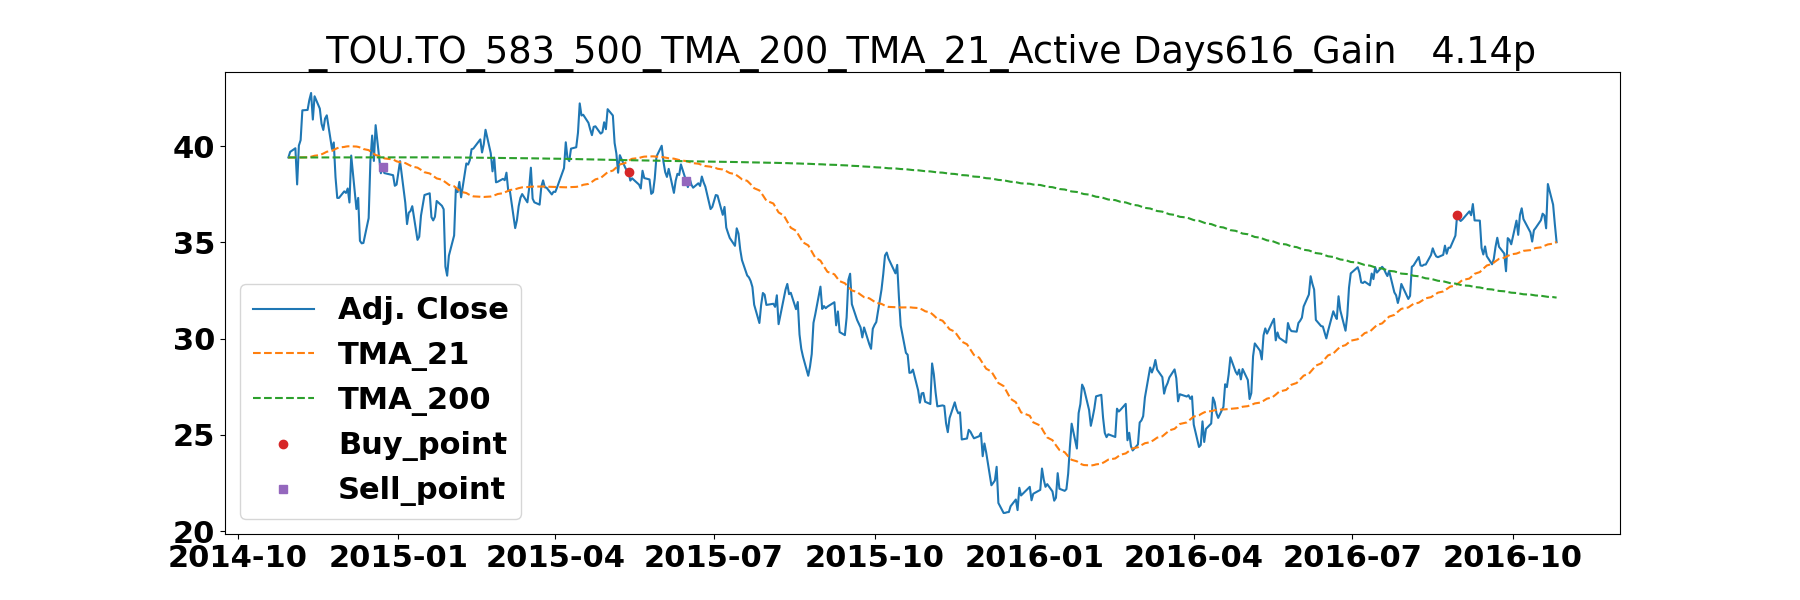 _TOU.TO_583_500_TMA_200_TMA_21_Active Days616_Gain   4.14p
40
35
30
25
20
Adj. Close
TMA_21
TMA_200
Buy_point
Sell_point
2014-10 2015-01 2015-04 2015-07 2015-10 2016-01 2016-04 2016-07 2016-10